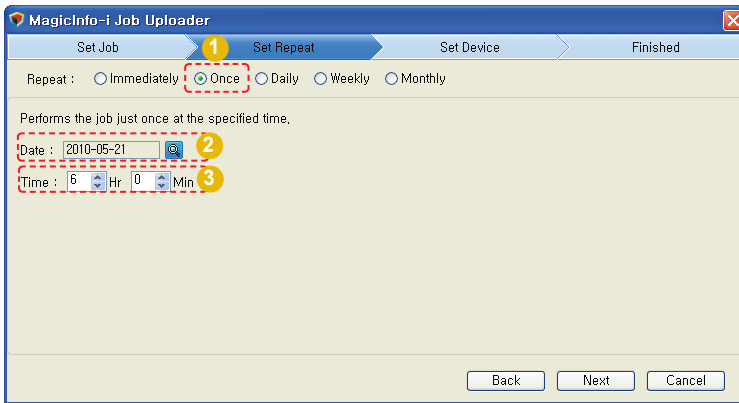 MagicInfo-i Job Uploader
Set Job 1 Set Repeat Set Device Finished
Repeat : Immediately Once Daily Weekly Monthly
Performs the job just once at the specified time,
Date : 2010-05-21 2
Time : 6 Hr 0 Min 3
Back Next Cancel